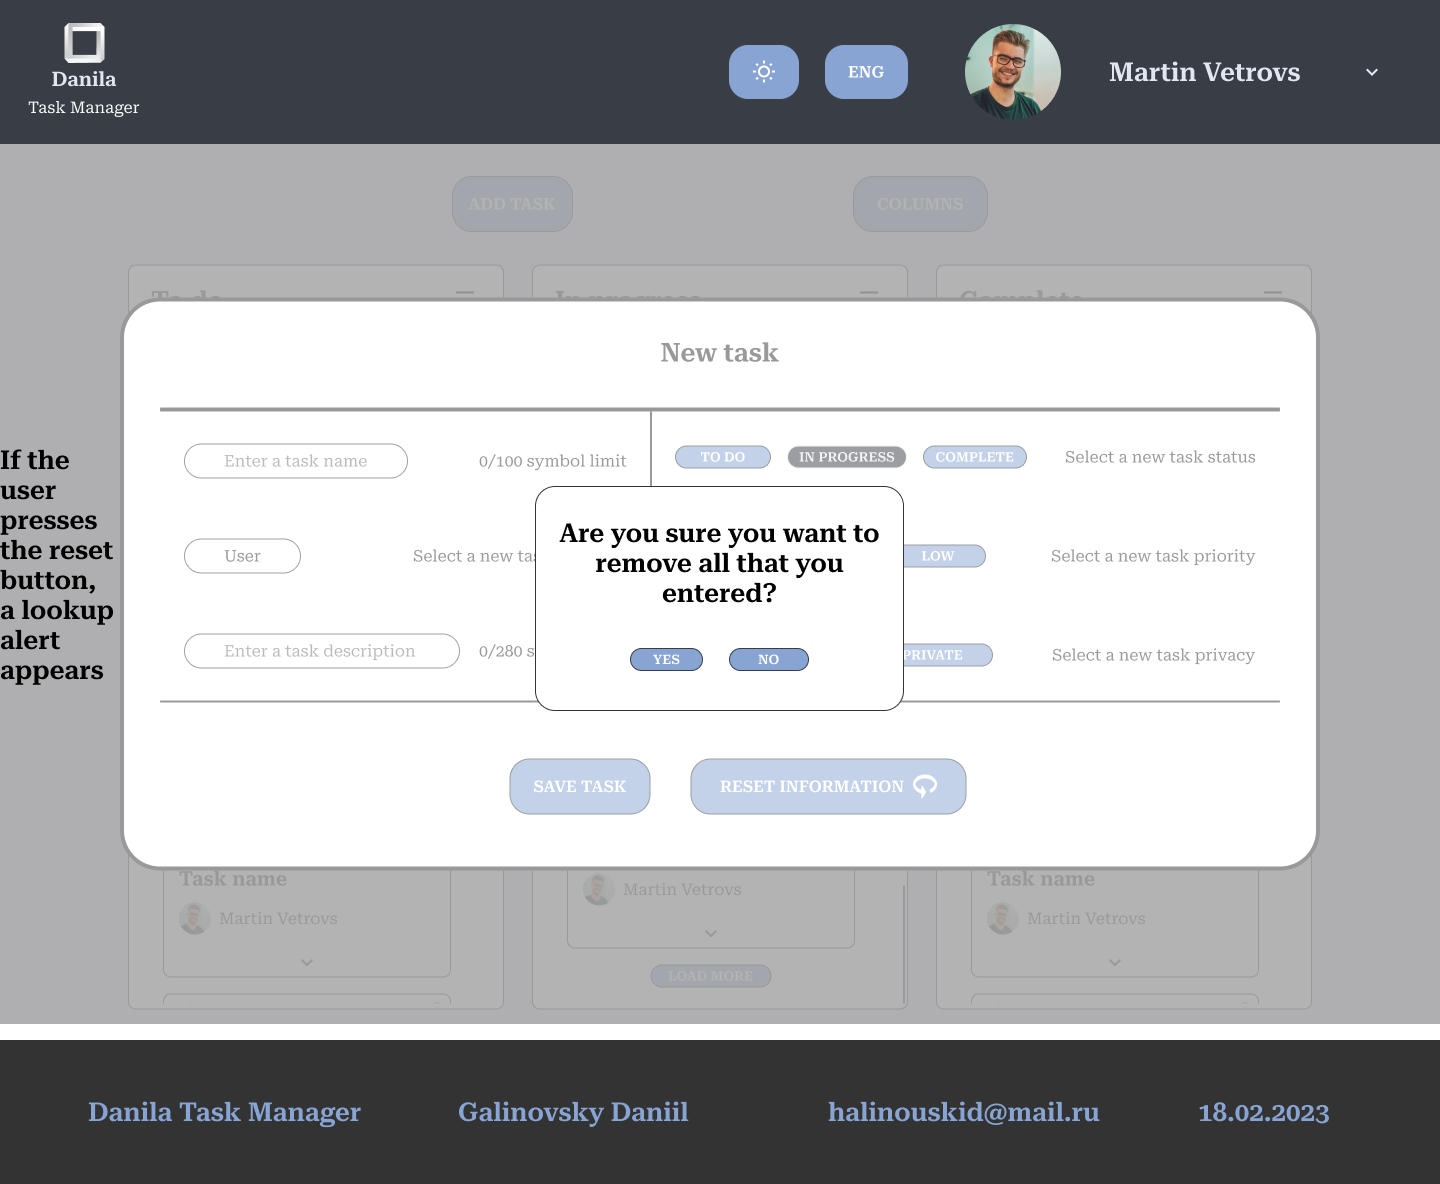 Danila
Task Manager
ENG
Martin Vetrovs
ADD TASK
COLUMNS
To do
In progress
Complete
New task
Enter a task name
0/100 symbol limit
TO DO
IN PROGRESS
COMPLETE
Select a new task status
If the
user
presses
the reset
button,
a lookup
alert
appears
User
Select a new
LOW
Select a new task priority
Are you sure you want to
remove all that you
entered?
YES
NO
Enter a task description
0/280
PRIVATE
Select a new task privacy
SAVE TASK
RESET INFORMATION
Task name
Martin Vetrovs
Martin Vetrovs
LOAD MORE
Task name
Martin Vetrovs
Danila Task Manager
Galinovsky Daniil
halinouskid@mail.ru
18.02.2023